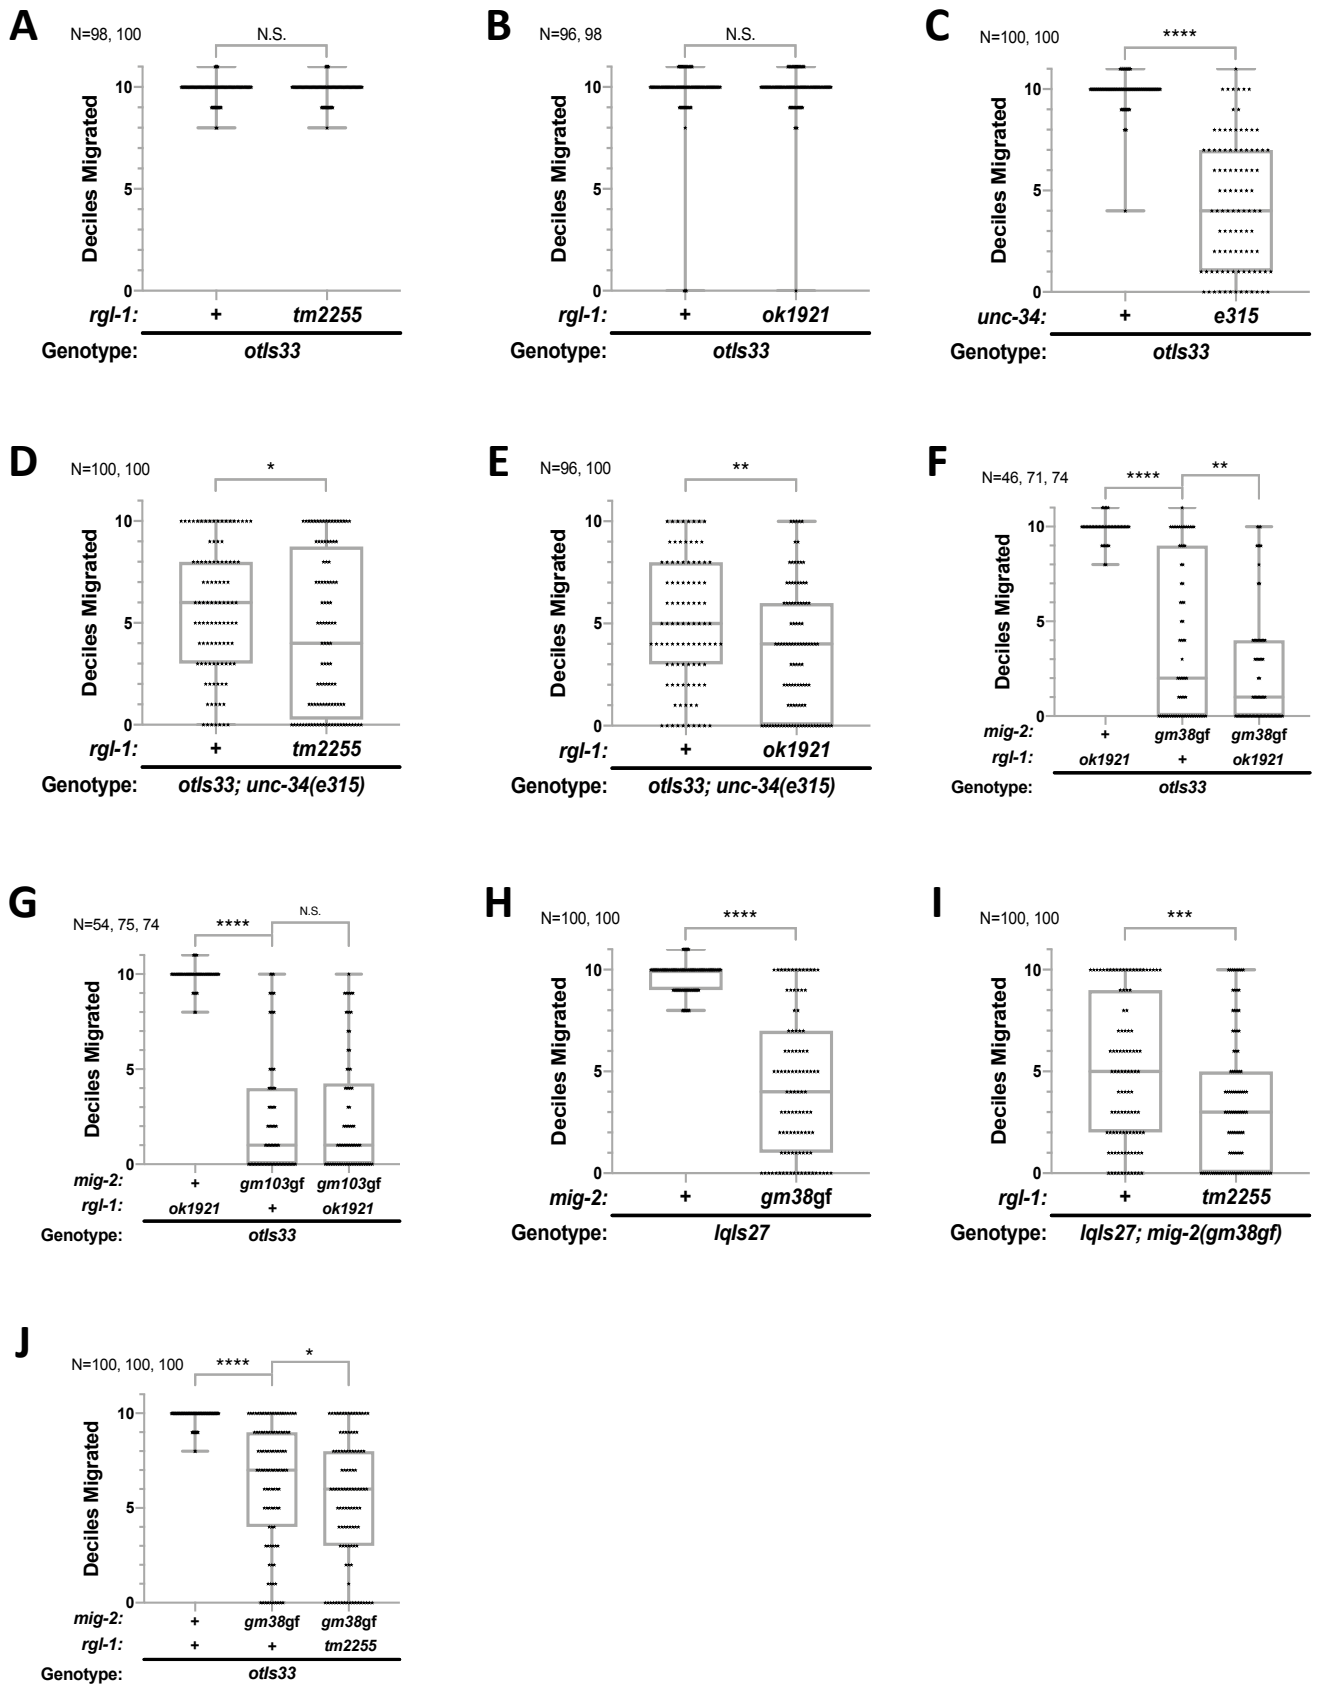 A
N=98, 100
N.S.
Deciles Migrated
10
5
0
rgl-1: + tm2255
Genotype: otIs33
B
N=96, 98
N.S.
Deciles Migrated
10
5
0
rgl-1: + ok1921
Genotype: otIs33
C
N=100, 100
****
Deciles Migrated
10
5
0
unc-34: + e315
Genotype: otIs33
D
N=100, 100
*
Deciles Migrated
10
5
0
rgl-1: + tm2255
Genotype: otIs33; unc-34(e315)
E
N=96, 100
**
Deciles Migrated
10
5
0
rgl-1: + ok1921
Genotype: otIs33; unc-34(e315)
F
N=46, 71, 74
**** **
Deciles Migrated
10
5
0
mig-2: + gm38gf gm38gf
rgl-1: ok1921 + ok1921
Genotype: otIs33
G
N=54, 75, 74
**** N.S.
Deciles Migrated
10
5
0
mig-2: + gm103gf gm103gf
rgl-1: ok1921 + ok1921
Genotype: otIs33
H
N=100, 100
****
Deciles Migrated
10
5
0
mig-2: + gm38gf
Genotype: lqIs27
I
N=100, 100
***
Deciles Migrated
10
5
0
rgl-1: + tm2255
Genotype: lqIs27; mig-2(gm38gf)
J
N=100, 100, 100
**** *
Deciles Migrated
10
5
0
mig-2: + gm38gf gm38gf
rgl-1: + + tm2255
Genotype: otIs33